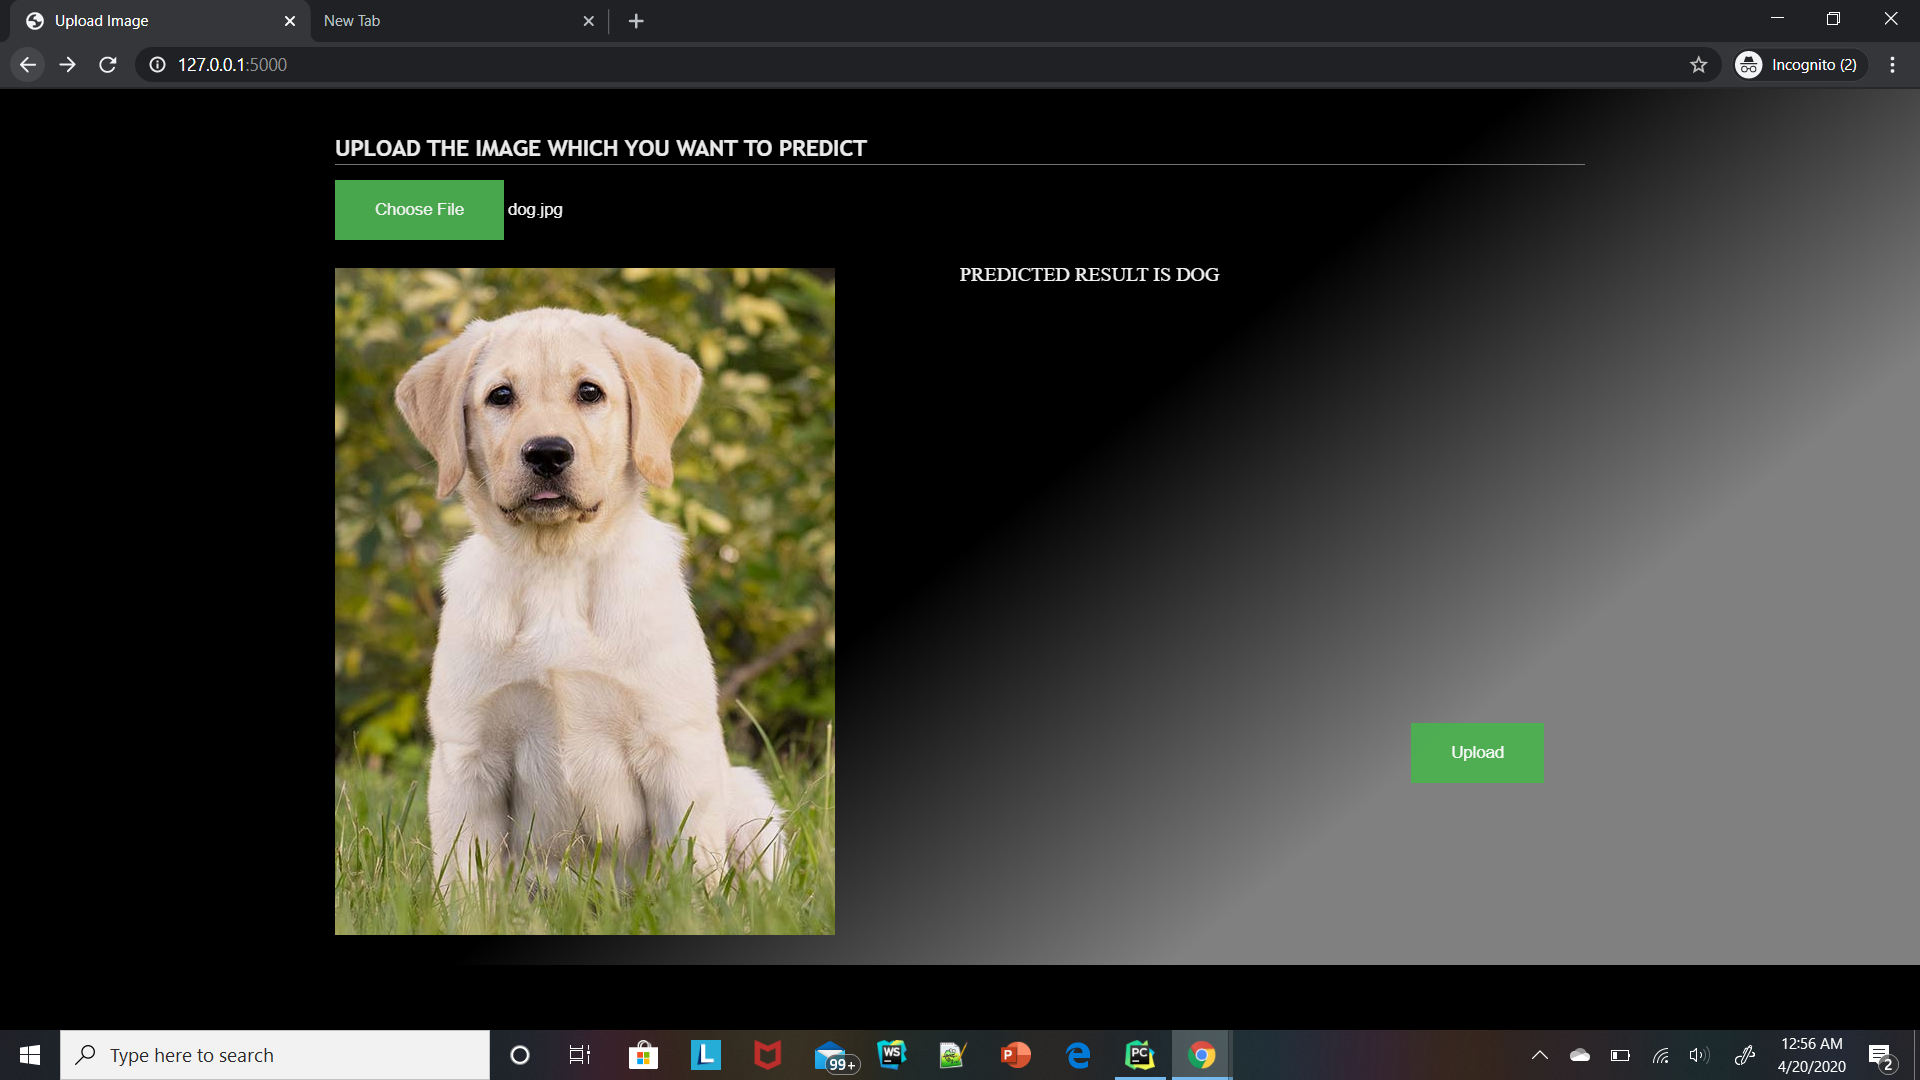 Upload Image
New Tab
127.0.0.1:5000
Incognito (2)
UPLOAD THE IMAGE WHICH YOU WANT TO PREDICT
Choose File dog.jpg
PREDICTED RESULT IS DOG
Upload
Type here to search
L
99+
WS
P
PC
12:56 AM
4/20/2020
2